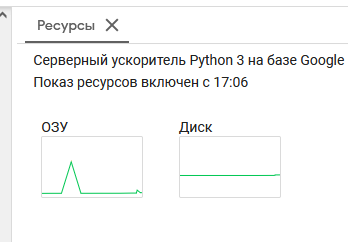 Ресурсы
Серверный ускоритель Python 3 на базе Google
Показ ресурсов включен с 17:06
ОЗУ Диск